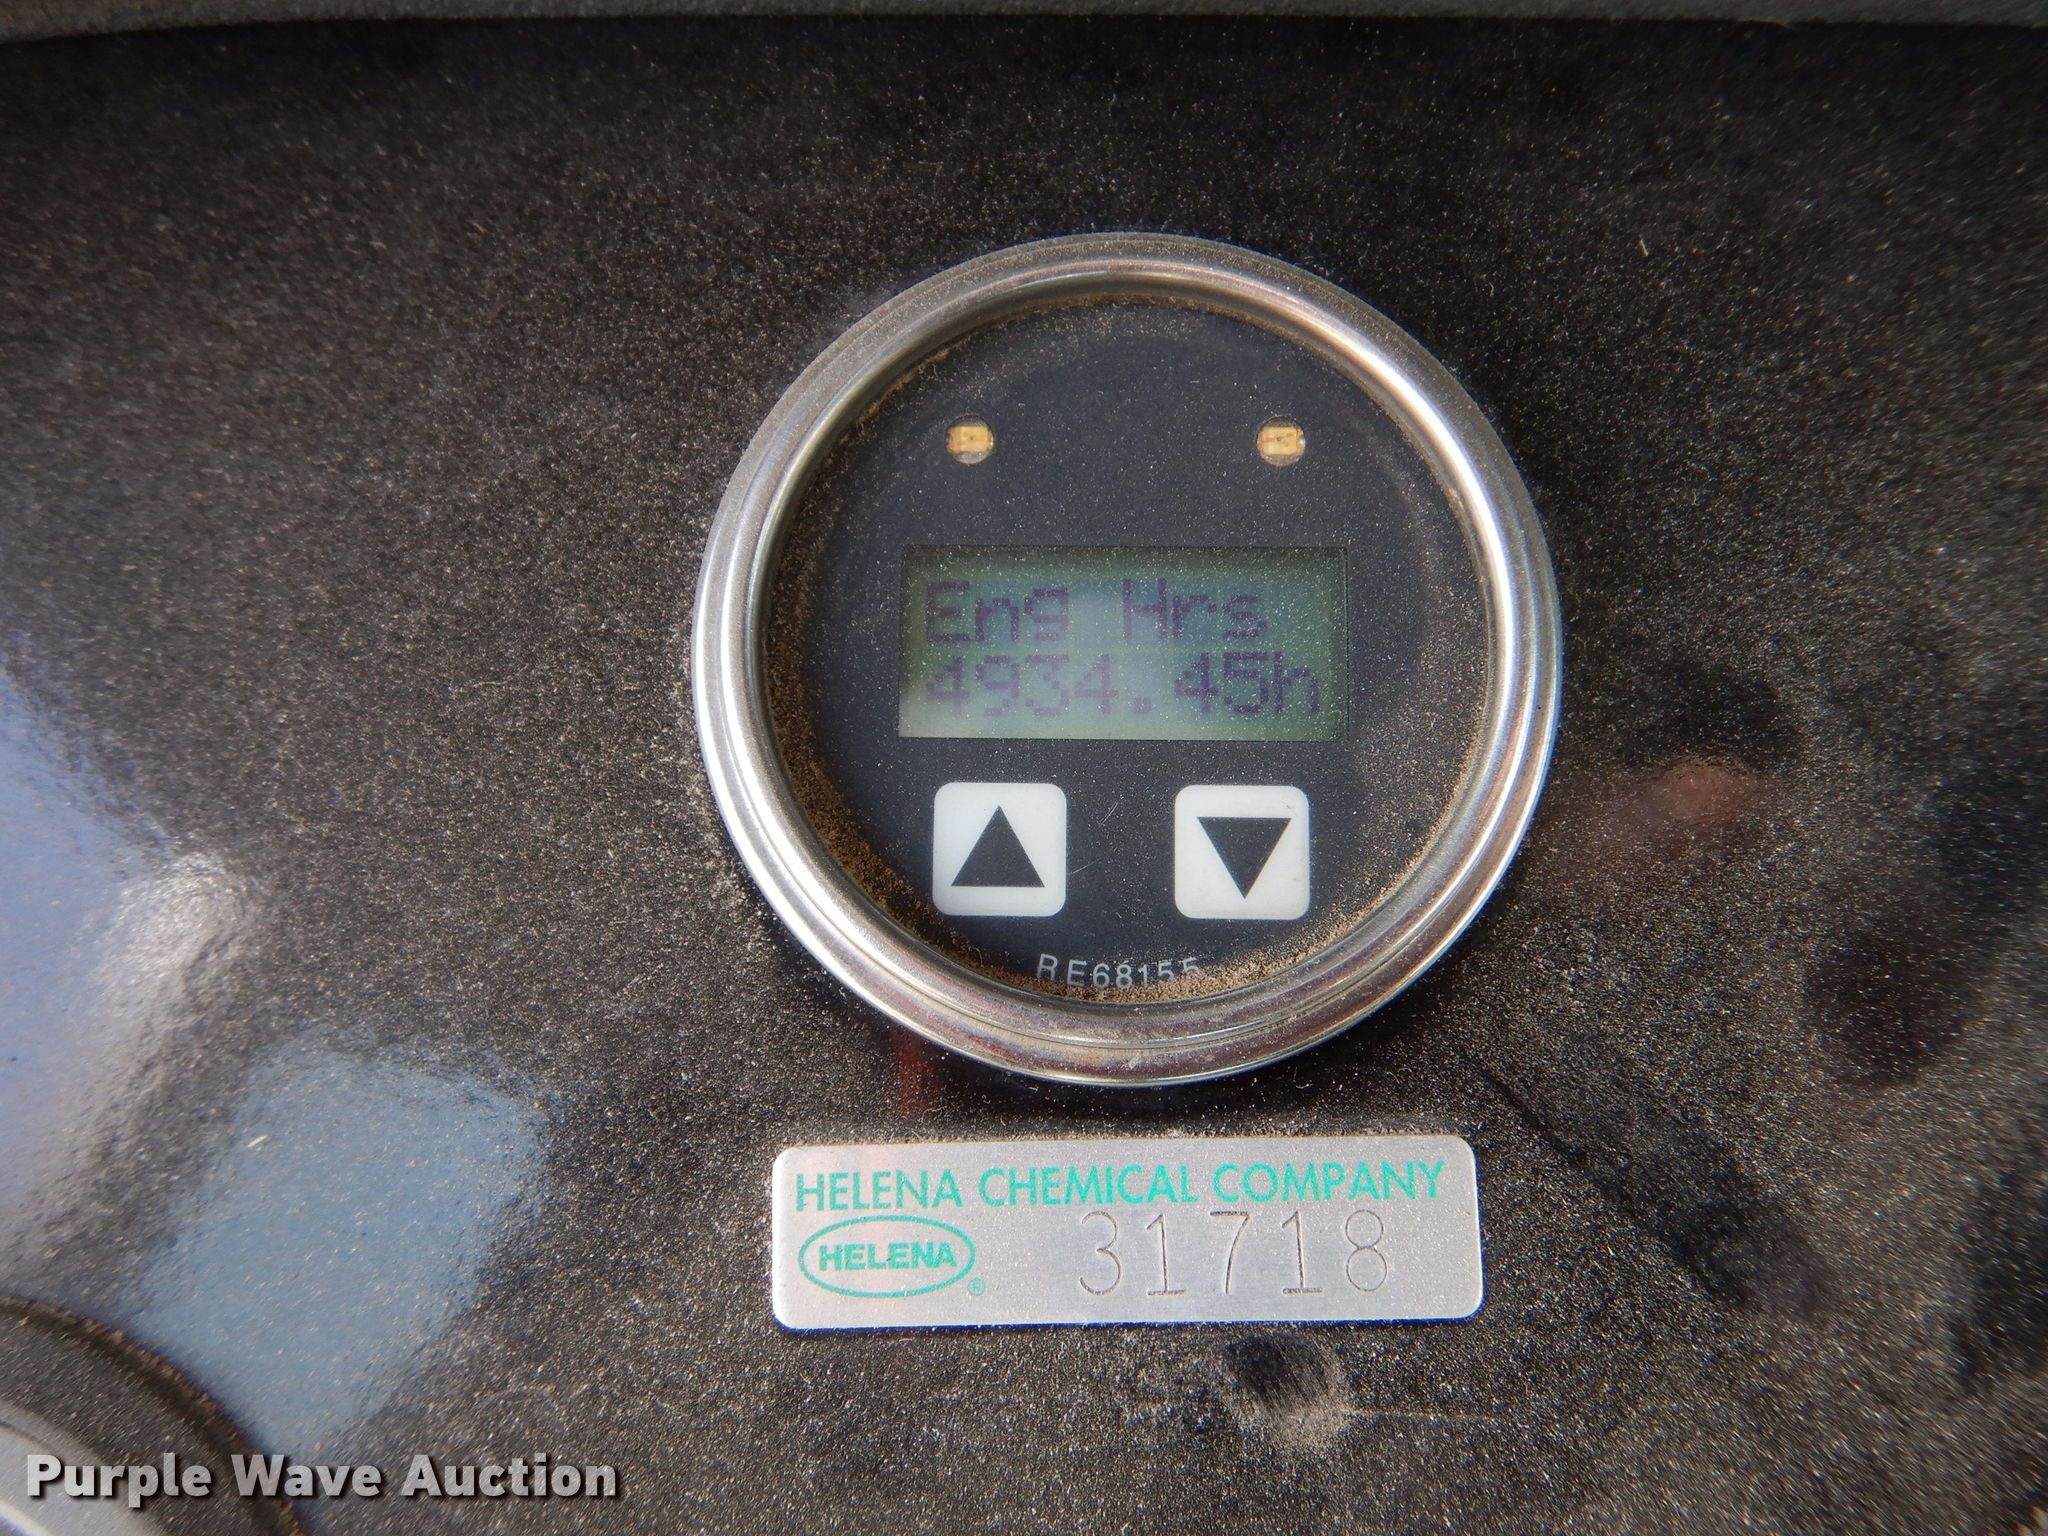 Eng Hrs
4934.45h
RE68155
HELENA CHEMICAL COMPANY
HELENA ® 31718
Purple Wave Auction